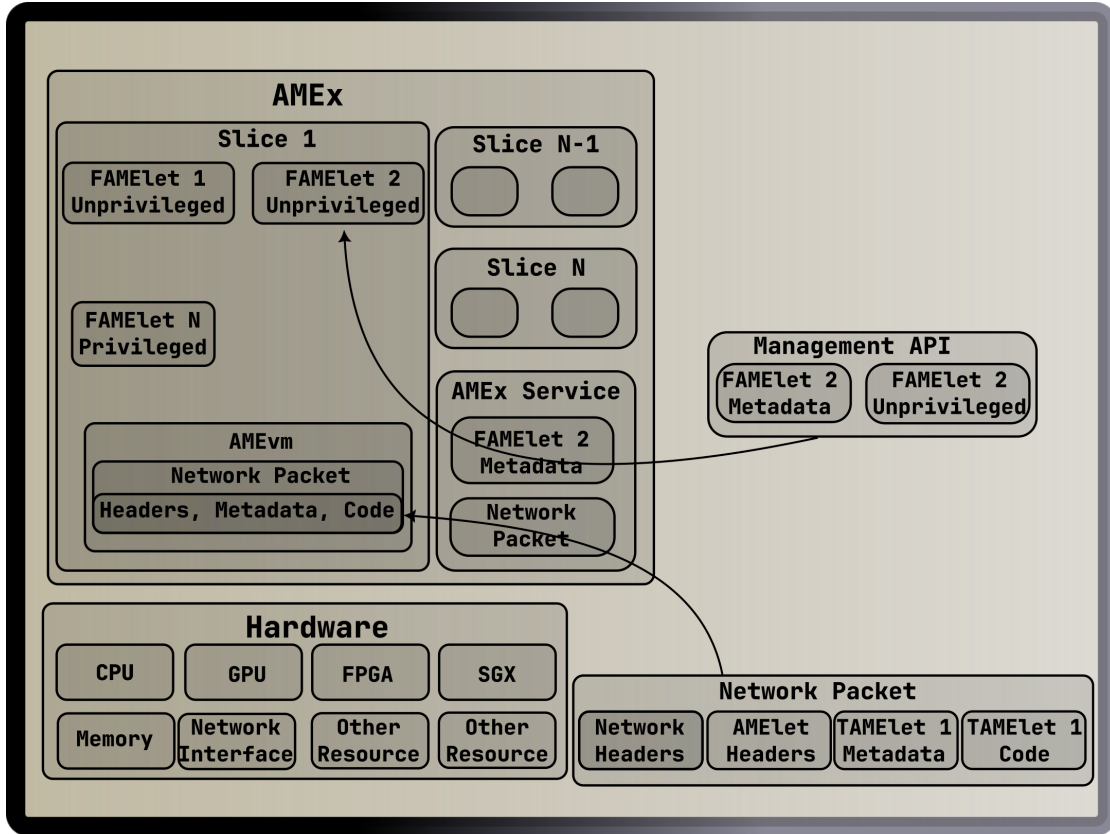 AMEx
Slice 1
FAMElet 1
Unprivileged
FAMElet 2
Unprivileged
FAMElet N
Privileged
AMEvm
Network Packet
Headers, Metadata, Code
Slice N-1
Slice N
AMEx Service
FAMElet 2
Metadata
Network
Packet
Management API
FAMElet 2
Metadata
FAMElet 2
Unprivileged
Hardware
CPU
GPU
FPGA
SGX
Memory
Network
Interface
Other
Resource
Other
Resource
Network Packet
Network
Headers
AMElet
Headers
TAMElet 1
Metadata
TAMElet 1
Code